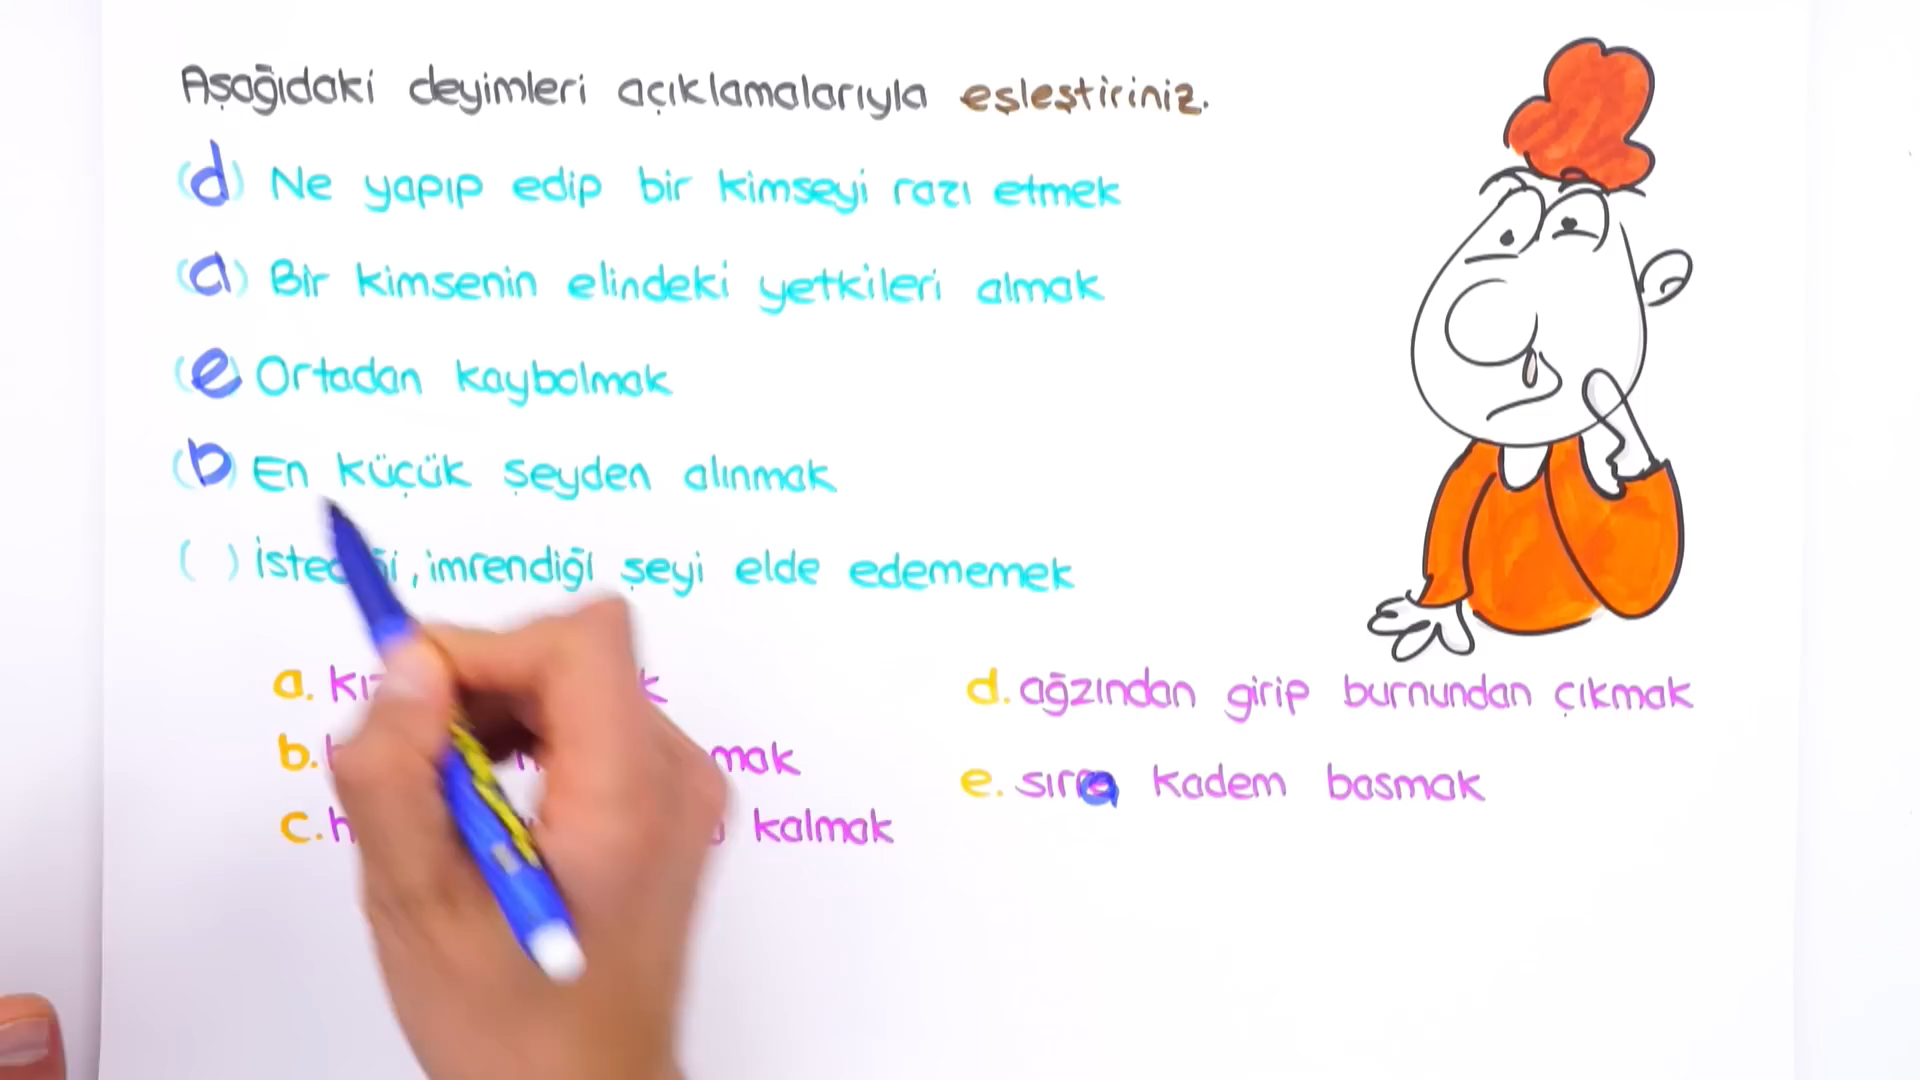 Aşağıdaki deyimleri açıklamalarıyla eşleştiriniz.
(d) Ne yapıp edip bir kimseyi razı etmek
(a) Bir kimsenin elindeki yetkileri almak
(e) Ortadan kaybolmak
(b) En küçük şeyden alınmak
( ) imrendiği şeyi elde edememek
a.
b.
c. kalmak
d. ağzından girip burnundan çıkmak
e. sırra kadem basmak